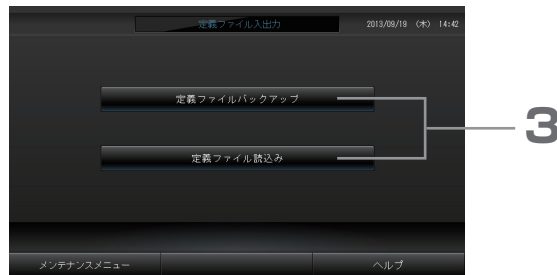 定義ファイル入出力
2013/09/19 (木) 14:42
定義ファイルバックアップ
3
定義ファイル読込み
メンテナンスメニュー
ヘルプ